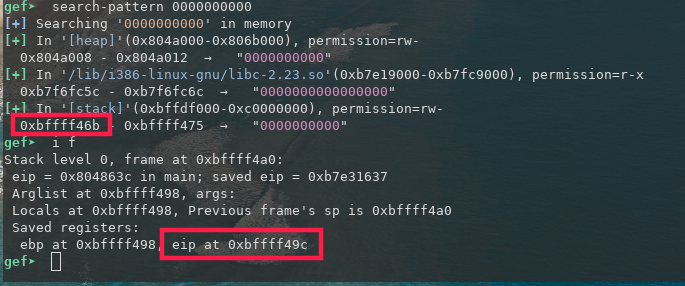 gef➤  search-pattern 0000000000
[+] Searching '0000000000' in memory
[+] In '[heap]'(0x804a000-0x806b000), permission=rw-
  0x804a008 - 0x804a012  →   "0000000000"
[+] In '/lib/i386-linux-gnu/libc-2.23.so'(0xb7e19000-0xb7fc9000), permission=r-x
  0xb7f6fc5c - 0xb7f6fc6c  →   "0000000000000000"
[+] In '[stack]'(0xbffdf000-0xc0000000), permission=rw-
  0xbffff46b - 0xbffff475  →   "0000000000"
gef➤  i f
Stack level 0, frame at 0xbffff4a0:
 eip = 0x804863c in main; saved eip = 0xb7e31637
 Arglist at 0xbffff498, args:
 Locals at 0xbffff498, Previous frame's sp is 0xbffff4a0
 Saved registers:
  ebp at 0xbffff498, eip at 0xbffff49c
gef➤